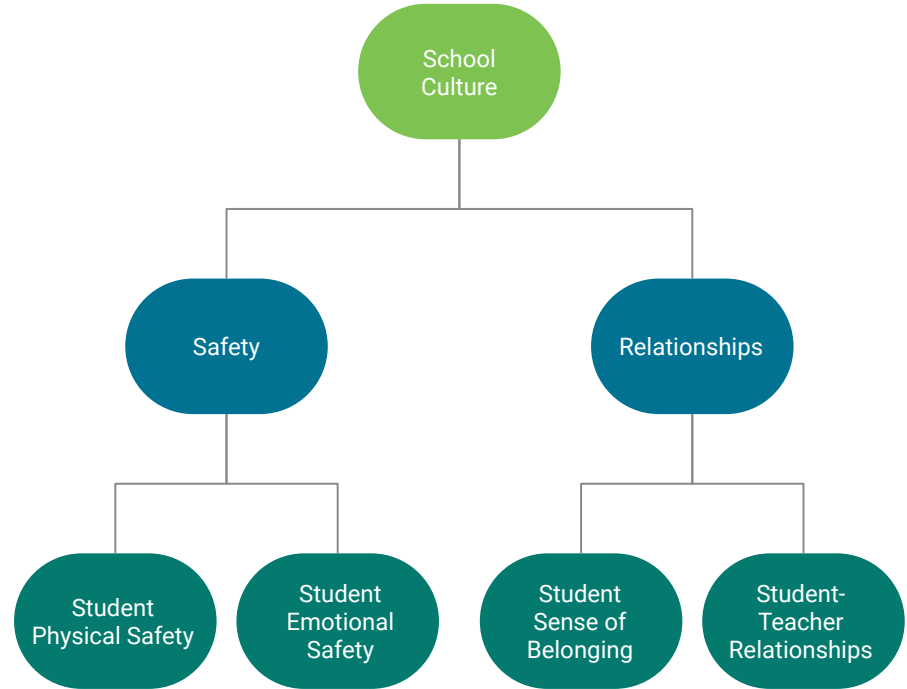 School
Culture
Safety
Relationships
Student
Physical Safety
Student
Emotional
Safety
Student
Sense of
Belonging
Student-
Teacher
Relationships